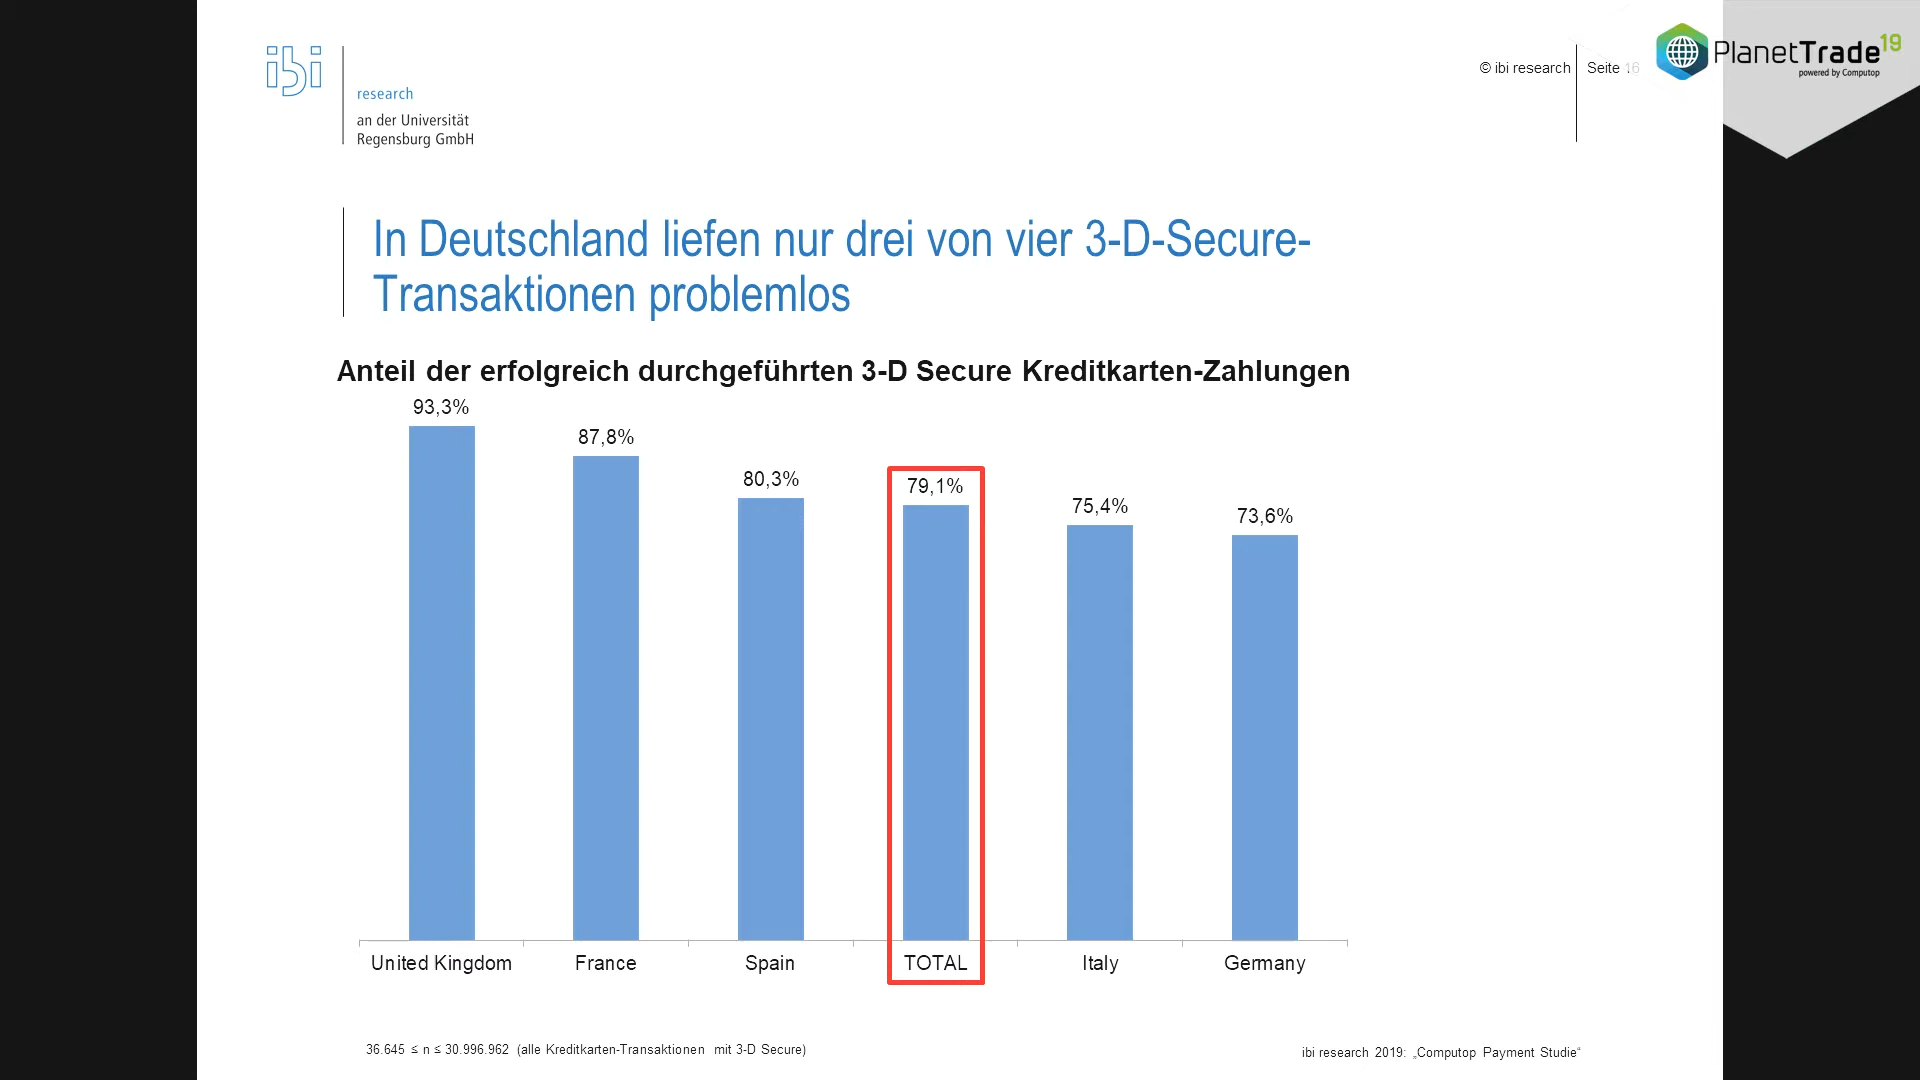 ibi
research
an der Universität
Regensburg GmbH
© ibi research
Seite 16
PlanetTrade19
powered by Computop
In Deutschland liefen nur drei von vier 3-D-Secure-
Transaktionen problemlos
Anteil der erfolgreich durchgeführten 3-D Secure Kreditkarten-Zahlungen
93,3%
87,8%
80,3%
79,1%
75,4%
73,6%
United Kingdom
France
Spain
TOTAL
Italy
Germany
36.645 ≤ n ≤ 30.996.962 (alle Kreditkarten-Transaktionen mit 3-D Secure)
ibi research 2019: „Computop Payment Studie“